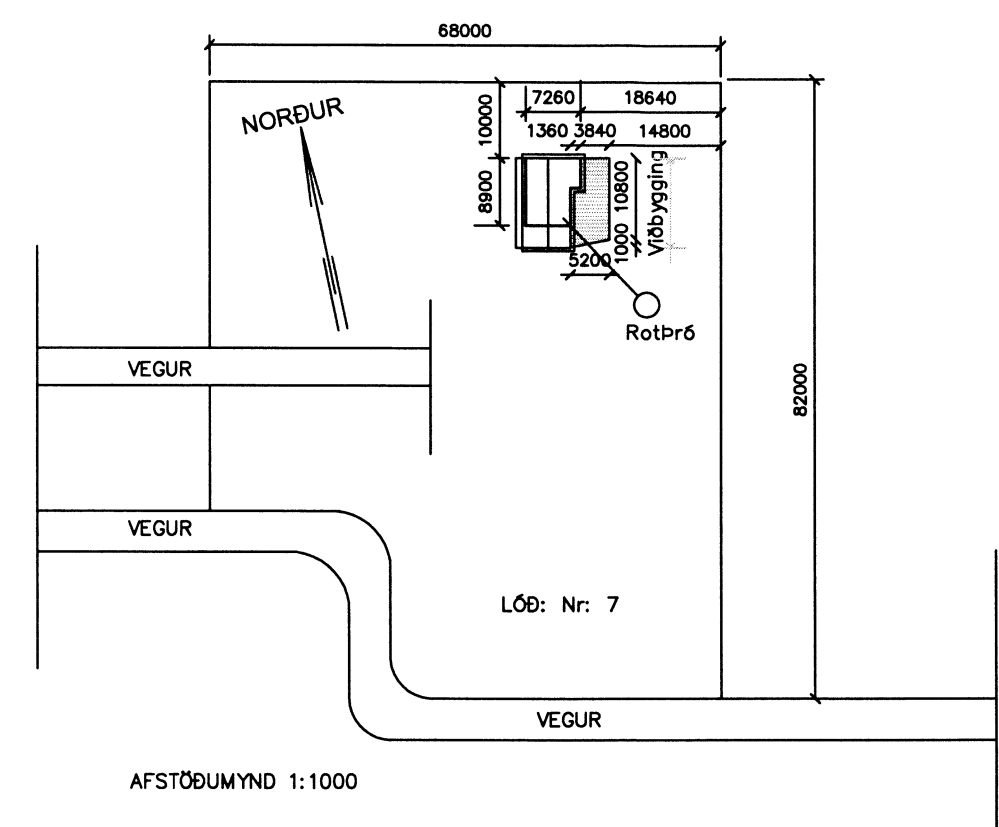 68000
NORÐUR
10000
7260
18640
1360
3840
14800
8900
10800
Viðbygging
1000
5200
RotÞró
VEGUR
82000
VEGUR
LÓÐ: Nr: 7
VEGUR
AFSTÖÐUMYND 1:1000